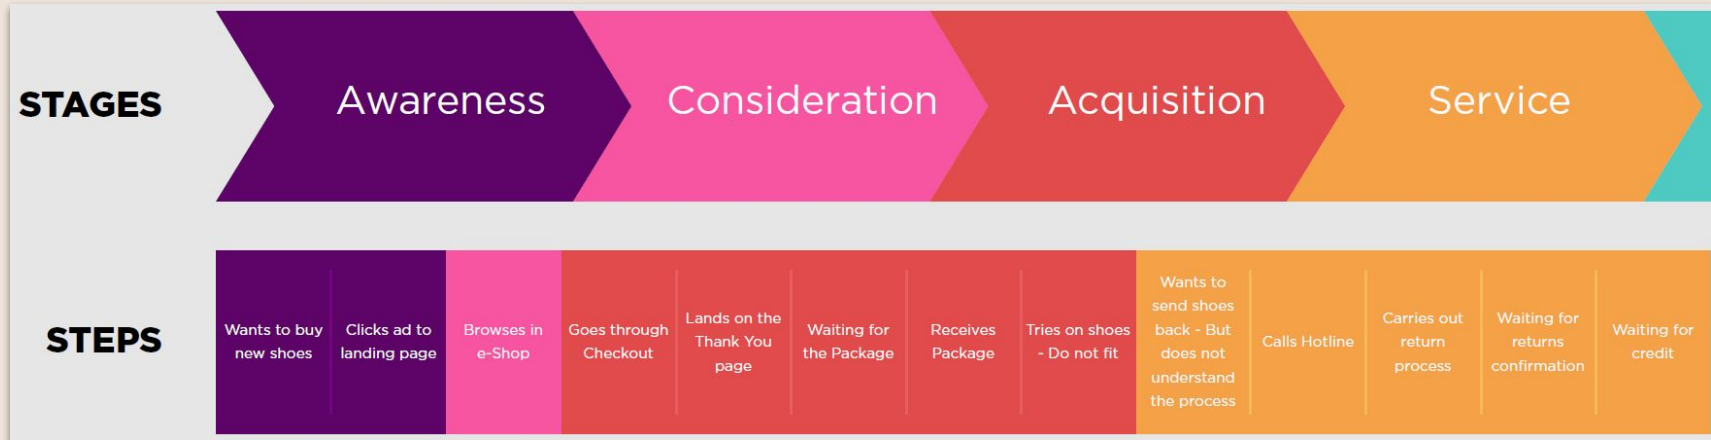 STAGES
Awareness
Consideration
Acquisition
Service
STEPS
Wants to buy
new shoes
Clicks ad to
landing page
Browses in
e-Shop
Goes through
Checkout
Lands on the
Thank You
page
Waiting for
the Package
Receives
Package
Tries on shoes
- Do not fit
Wants to
send shoes
back - But
does not
understand
the process
Calls Hotline
Carries out
return
process
Waiting for
returns
confirmation
Waiting for
credit